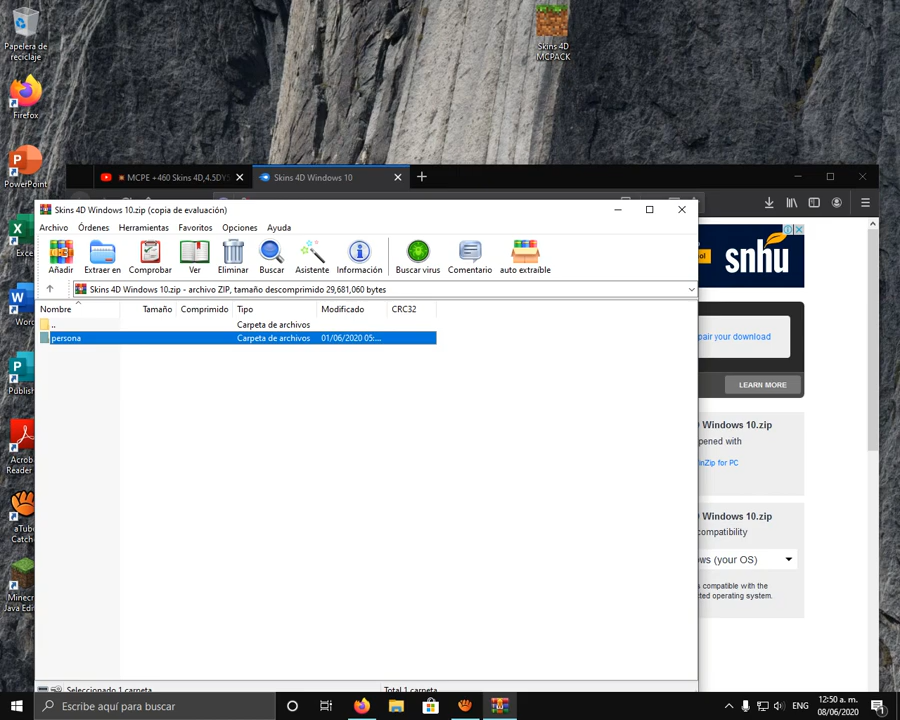 Papelera de
reciclaje
Skins 4D
MCPACK
Firefox
PowerPoint
MCPE +460 Skins 4D,4.5D
Skins 4D Windows 10
Skins 4D Windows 10.zip (copia de evaluación)
Archivo Órdenes Herramientas Favoritos Opciones Ayuda
Añadir Extraer en Comprobar Ver Eliminar Buscar Asistente Información Buscar virus Comentario auto extraíble
Skins 4D Windows 10.zip - archivo ZIP, tamaño descomprimido 29,681,060 bytes
Nombre Tamaño Comprimido Tipo Modificado CRC32
.. Carpeta de archivos
persona Carpeta de archivos 01/06/2020 05:...
snhu
pair your download
LEARN MORE
Windows 10.zip
pened with
inZip for PC
Windows 10.zip
compatibility
ws (your OS)
s compatible with the
ted operating system.
Exce
Word
Publish
Acrob
Reader
aTube
Catch
Minecr
Java Edi
Seleccionado 1 carpeta Total 1 carpeta
Escribe aquí para buscar
ENG
12:50 a. m.
08/06/2020
1